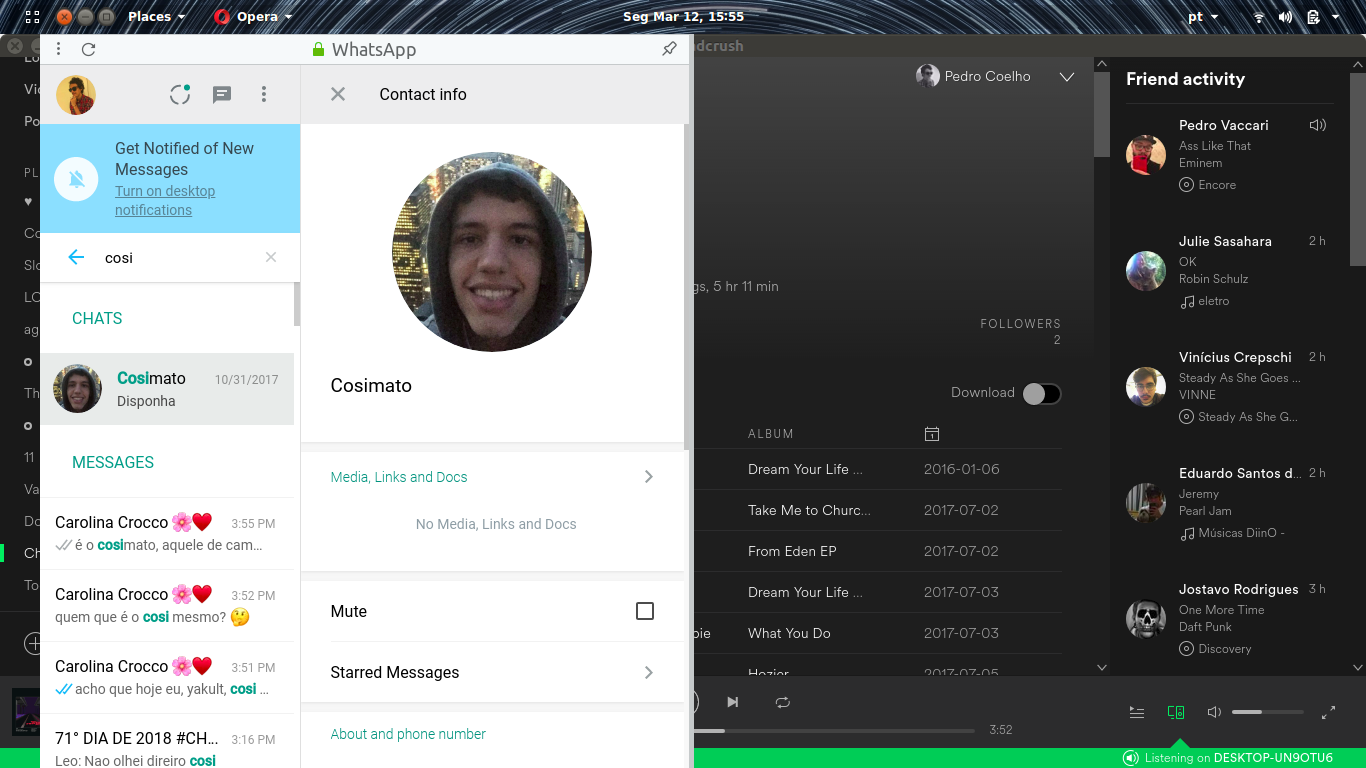 Places
Opera
Seg Mar 12, 15:55
pt
WhatsApp
Contact info
Get Notified of New
Messages
Turn on desktop
notifications
cosi
CHATS
Cosimato
10/31/2017
Disponha
MESSAGES
Carolina Crocco 🌸❤️
3:55 PM
é o cosimato, aquele de cam...
Carolina Crocco 🌸❤️
3:52 PM
quem que é o cosi mesmo? 🤔
Carolina Crocco 🌸❤️
3:51 PM
acho que hoje eu, yakult, cosi ...
71° DIA DE 2018 #CH...
3:16 PM
Leo: Nao olhei direiro cosi
Cosimato
Media, Links and Docs
No Media, Links and Docs
Mute
Starred Messages
About and phone number
dcrush
Pedro Coelho
gs, 5 hr 11 min
FOLLOWERS
2
Download
ALBUM
Dream Your Life ...
2016-01-06
Take Me to Churc...
2017-07-02
From Eden EP
2017-07-02
Dream Your Life ...
2017-07-03
What You Do
2017-07-03
Hozier
2017-07-05
3:52
Friend activity
Pedro Vaccari
Ass Like That
Eminem
Encore
Julie Sasahara
2 h
OK
Robin Schulz
eletro
Vinícius Crepschi
2 h
Steady As She Goes ...
VINNE
Steady As She G...
Eduardo Santos d...
2 h
Jeremy
Pearl Jam
Músicas DiinO -
Jostavo Rodrigues
3 h
One More Time
Daft Punk
Discovery
Listening on DESKTOP-UN9OTU6